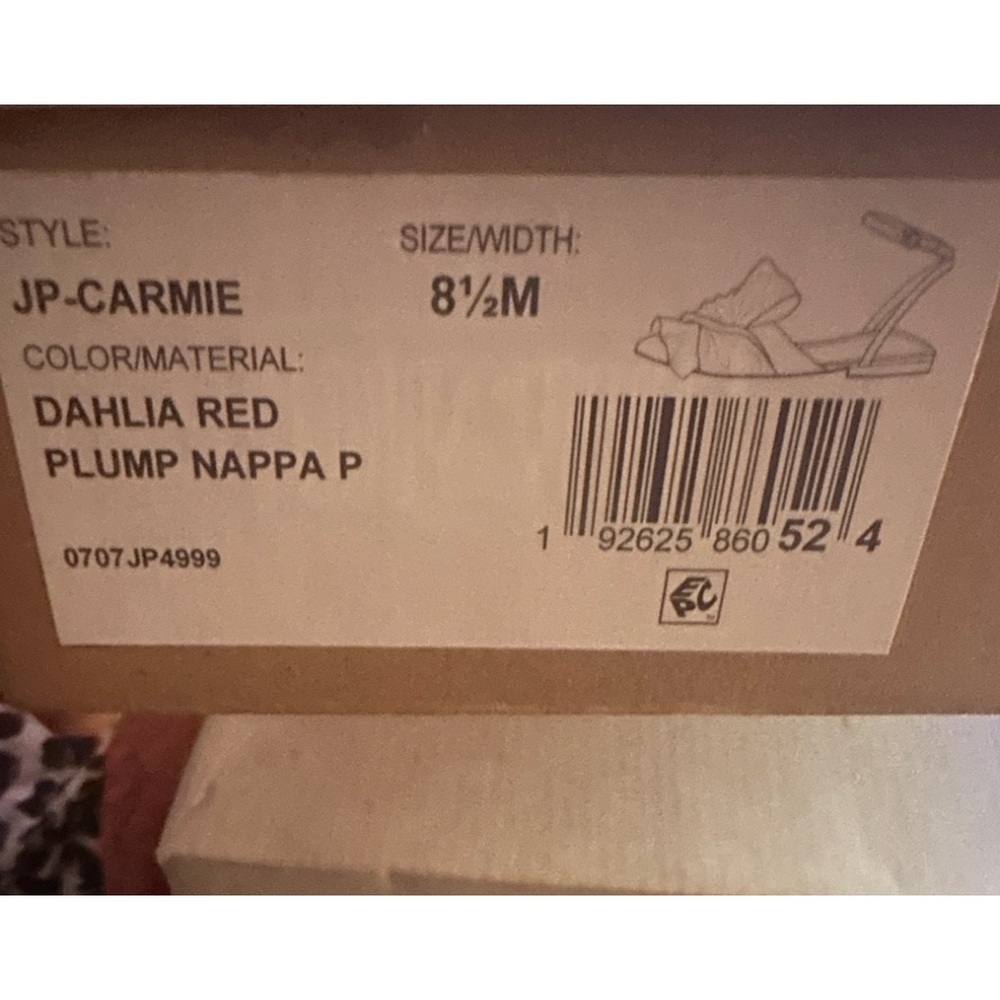 STYLE:
SIZE/WIDTH:
JP-CARMIE
8½M
COLOR/MATERIAL:
DAHLIA RED
PLUMP NAPPA P
1 92625 860 52 4
0707JP4999
EPC